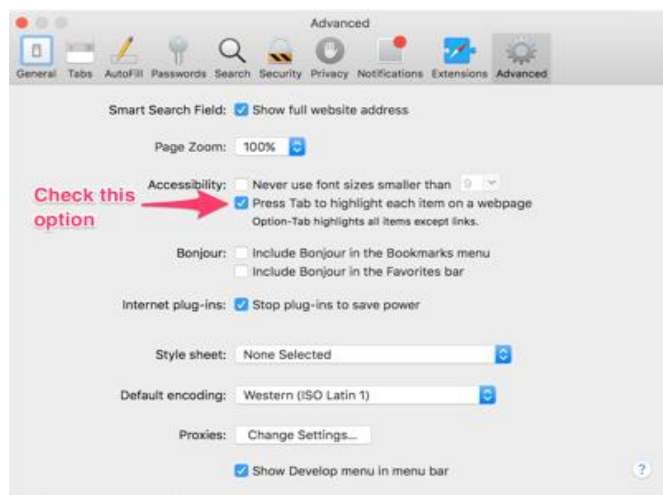 Advanced
General Tabs AutoFill Passwords Search Security Privacy Notifications Extensions Advanced
Smart Search Field: Show full website address
Page Zoom: 100%
Accessibility: Never use font sizes smaller than 9
Check this option
Press Tab to highlight each item on a webpage
Option-Tab highlights all items except links.
Bonjour: Include Bonjour in the Bookmarks menu
Include Bonjour in the Favorites bar
Internet plug-ins: Stop plug-ins to save power
Style sheet: None Selected
Default encoding: Western (ISO Latin 1)
Proxies: Change Settings...
Show Develop menu in menu bar
?